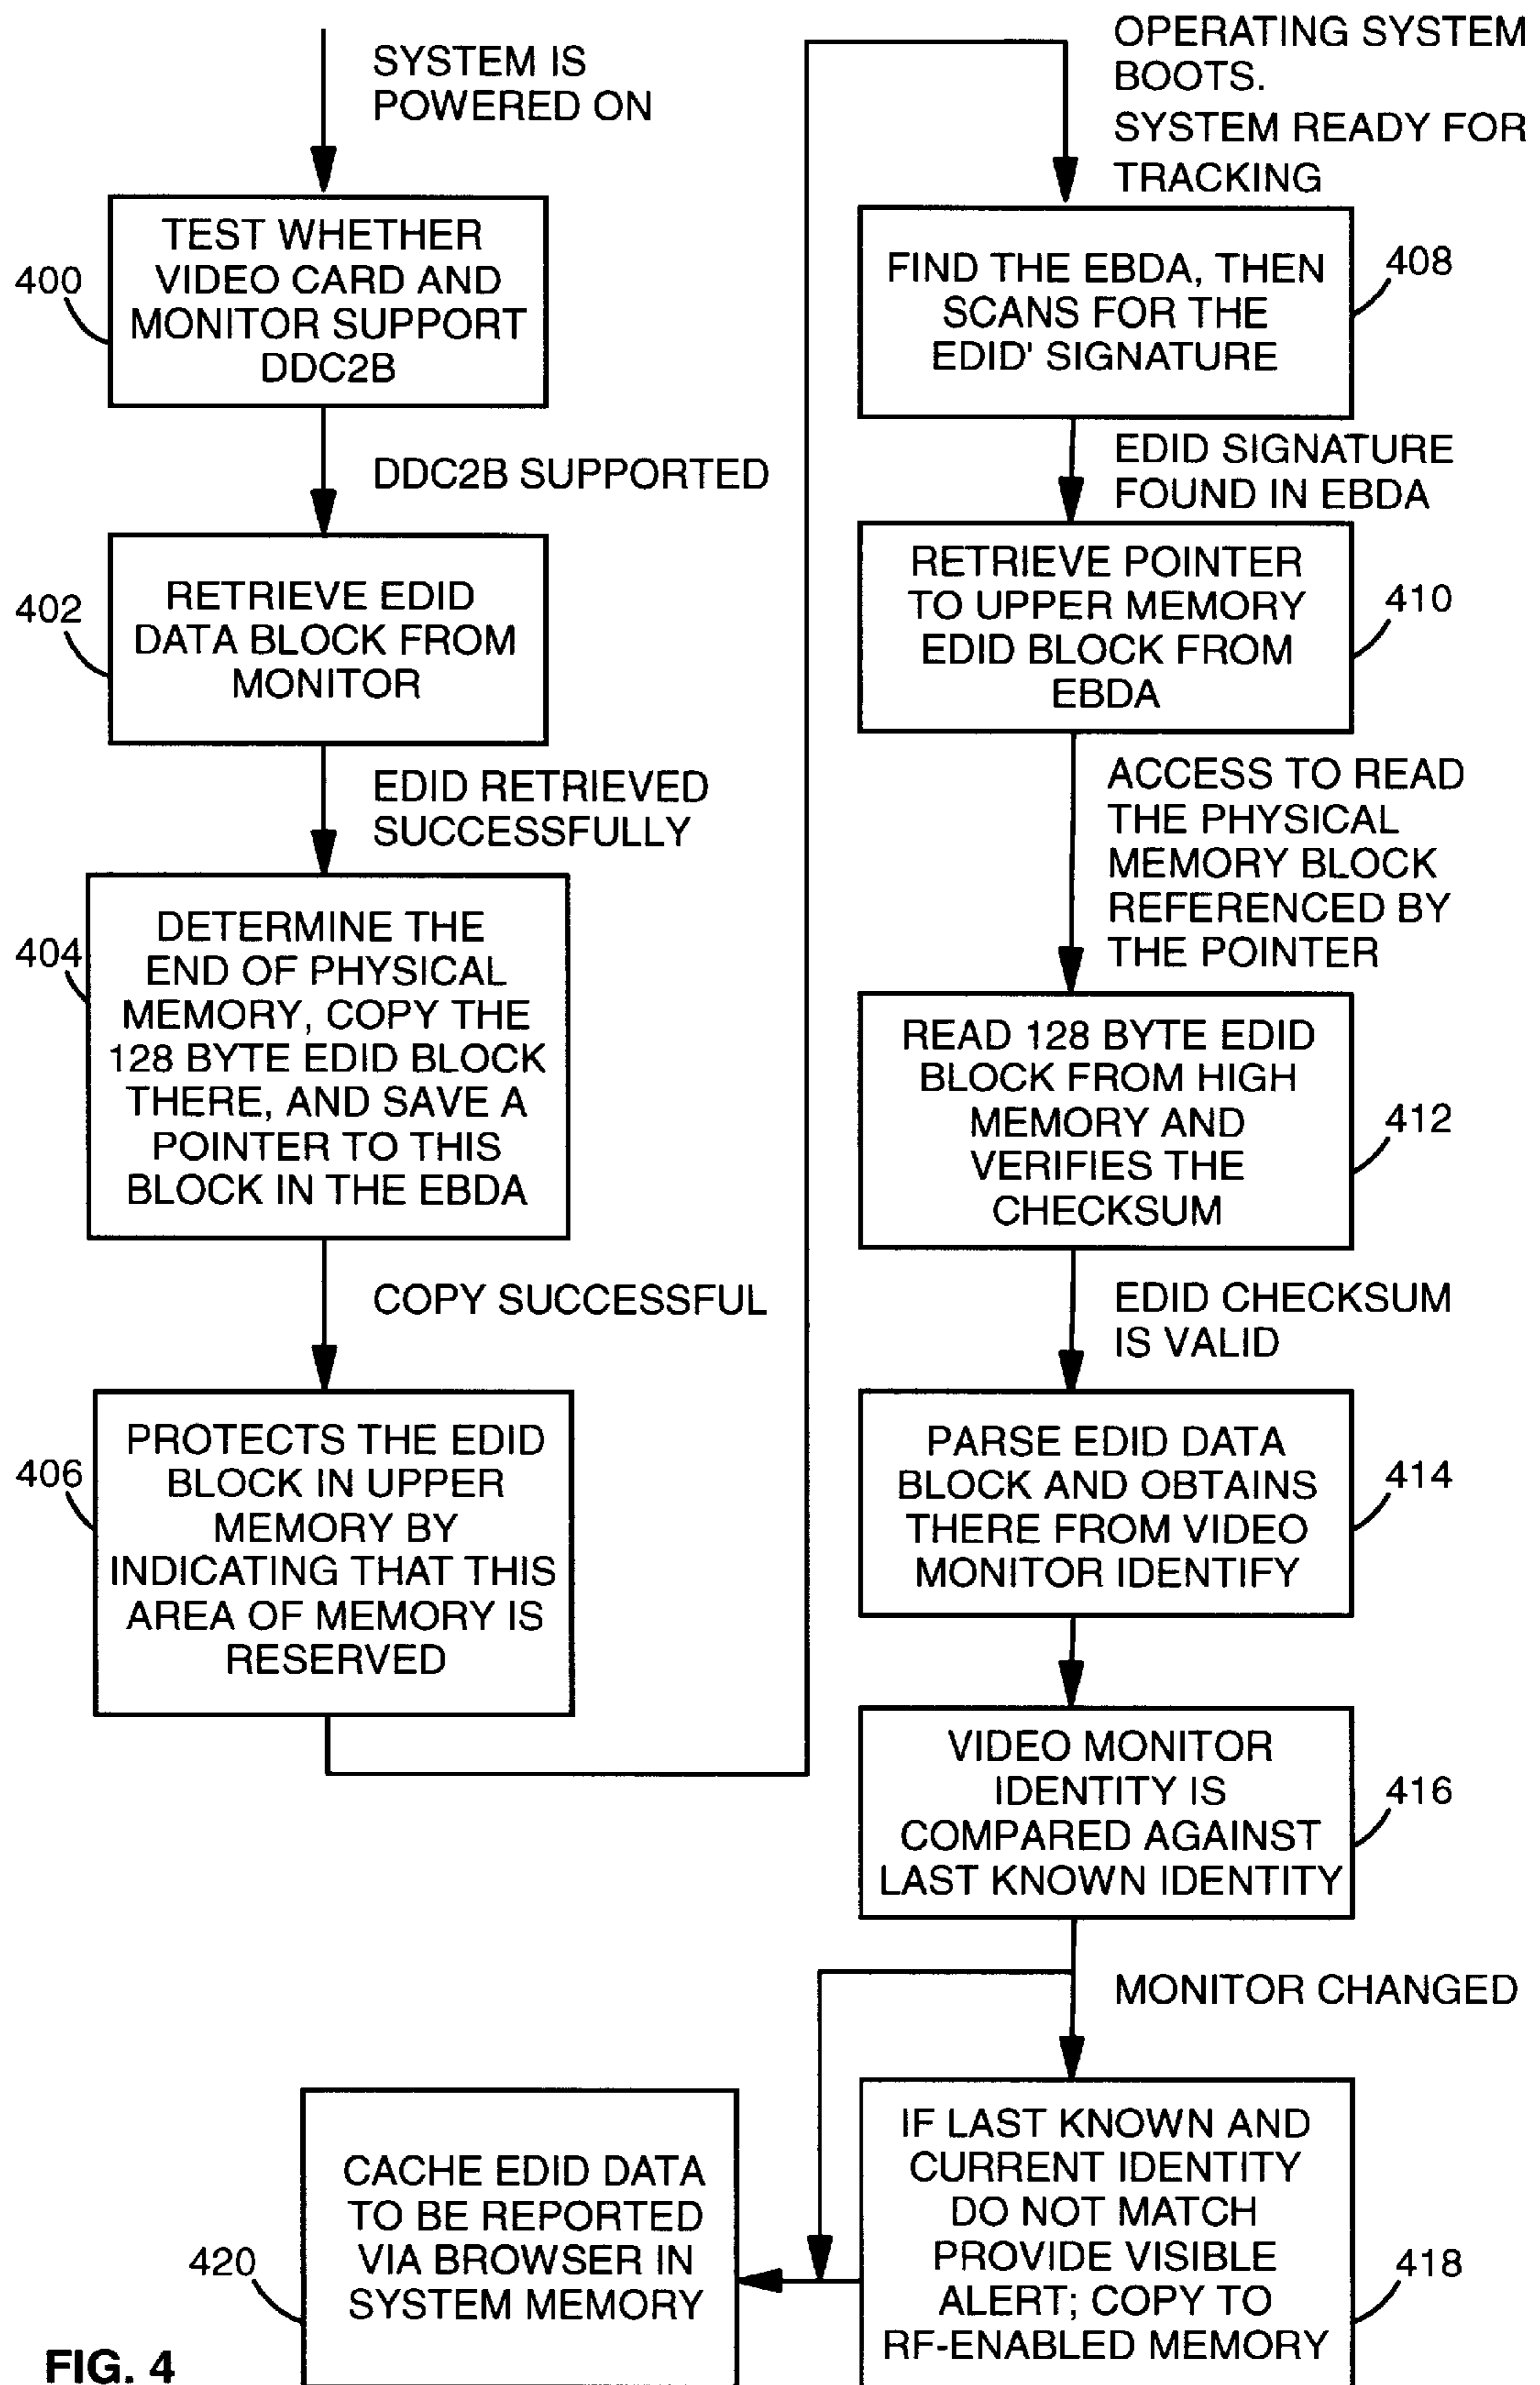 SYSTEM IS
POWERED ON
400
TEST WHETHER
VIDEO CARD AND
MONITOR SUPPORT
DDC2B
DDC2B SUPPORTED
402
RETRIEVE EDID
DATA BLOCK FROM
MONITOR
EDID RETRIEVED
SUCCESSFULLY
404
DETERMINE THE
END OF PHYSICAL
MEMORY, COPY THE
128 BYTE EDID BLOCK
THERE, AND SAVE A
POINTER TO THIS
BLOCK IN THE EBDA
COPY SUCCESSFUL
406
PROTECTS THE EDID
BLOCK IN UPPER
MEMORY BY
INDICATING THAT THIS
AREA OF MEMORY IS
RESERVED
OPERATING SYSTEM
BOOTS.
SYSTEM READY FOR
TRACKING
FIND THE EBDA, THEN
SCANS FOR THE
EDID' SIGNATURE
408
EDID SIGNATURE
FOUND IN EBDA
RETRIEVE POINTER
TO UPPER MEMORY
EDID BLOCK FROM
EBDA
410
ACCESS TO READ
THE PHYSICAL
MEMORY BLOCK
REFERENCED BY
THE POINTER
READ 128 BYTE EDID
BLOCK FROM HIGH
MEMORY AND
VERIFIES THE
CHECKSUM
412
EDID CHECKSUM
IS VALID
PARSE EDID DATA
BLOCK AND OBTAINS
THERE FROM VIDEO
MONITOR IDENTIFY
414
VIDEO MONITOR
IDENTITY IS
COMPARED AGAINST
LAST KNOWN IDENTITY
416
MONITOR CHANGED
IF LAST KNOWN AND
CURRENT IDENTITY
DO NOT MATCH
PROVIDE VISIBLE
ALERT; COPY TO
RF-ENABLED MEMORY
418
CACHE EDID DATA
TO BE REPORTED
VIA BROWSER IN
SYSTEM MEMORY
420
FIG. 4